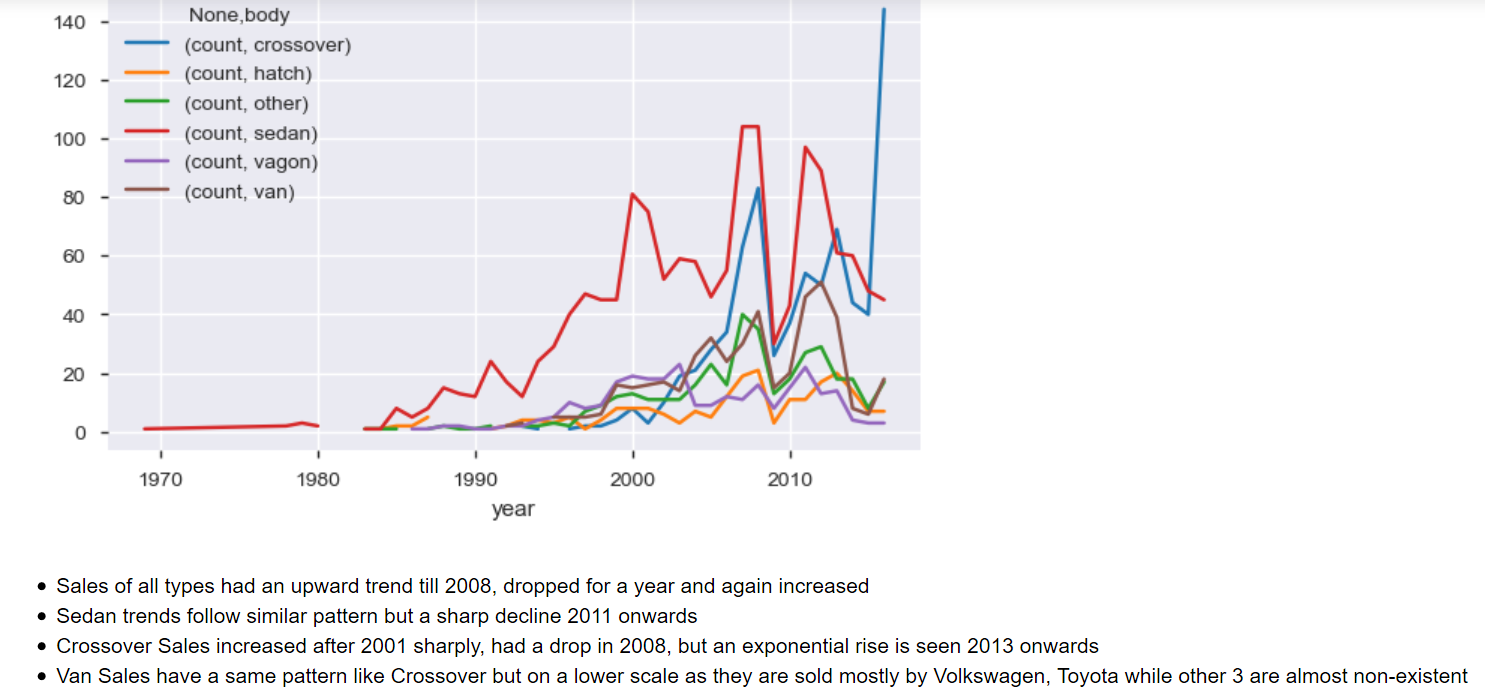 140
None,body
(count, crossover)
120
(count, hatch)
(count, other)
100
(count, sedan)
(count, vagon)
80
(count, van)
60
40
20
0
1970 1980 1990 2000 2010
year
Sales of all types had an upward trend till 2008, dropped for a year and again increased
Sedan trends follow similar pattern but a sharp decline 2011 onwards
Crossover Sales increased after 2001 sharply, had a drop in 2008, but an exponential rise is seen 2013 onwards
Van Sales have a same pattern like Crossover but on a lower scale as they are sold mostly by Volkswagen, Toyota while other 3 are almost non-existent